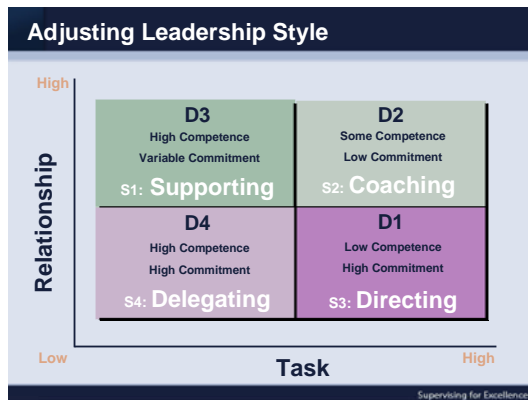 Adjusting Leadership Style
High
Relationship
D3
High Competence
Variable Commitment
S1: Supporting
D2
Some Competence
Low Commitment
S2: Coaching
D4
High Competence
High Commitment
S4: Delegating
D1
Low Competence
High Commitment
S3: Directing
Low
Task
High
Supervising for Excellence